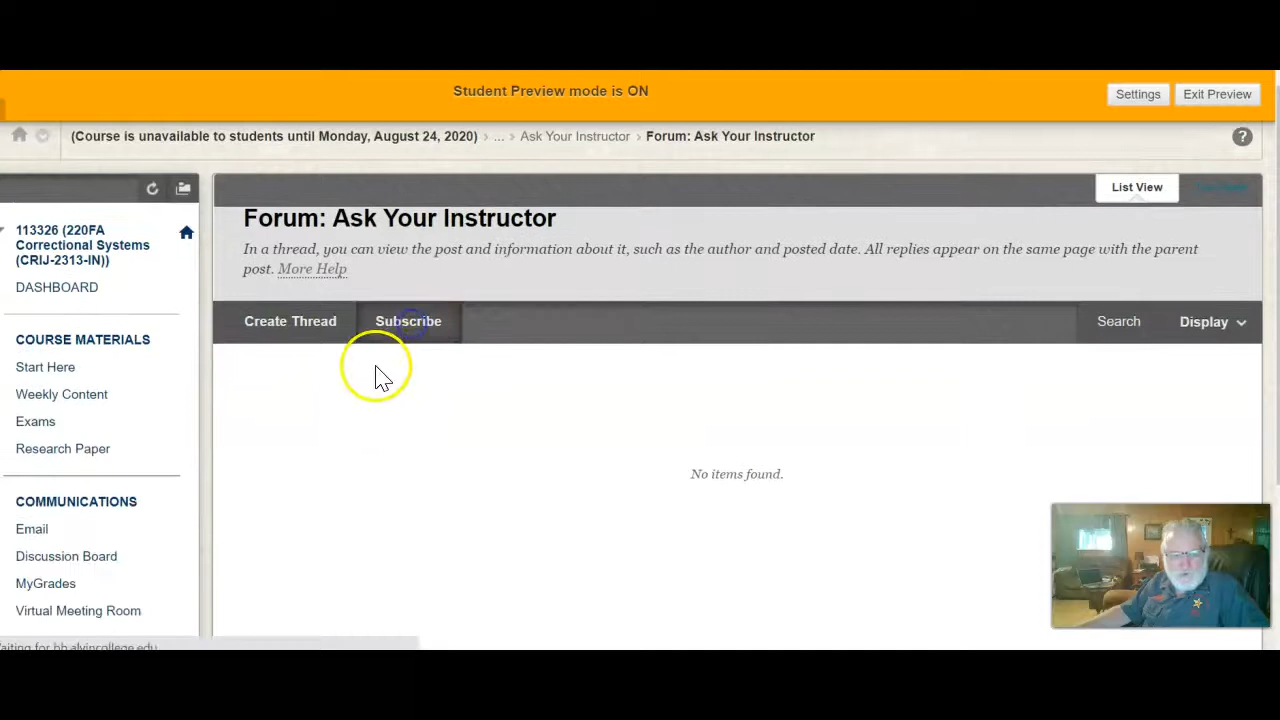 Student Preview mode is ON
Settings
Exit Preview
(Course is unavailable to students until Monday, August 24, 2020)
...
Ask Your Instructor
Forum: Ask Your Instructor
?
List View
Forum: Ask Your Instructor
In a thread, you can view the post and information about it, such as the author and posted date. All replies appear on the same page with the parent
post. More Help
Create Thread
Subscribe
Search
Display
No items found.
113326 (220FA
Correctional Systems
(CRIJ-2313-IN))
DASHBOARD
COURSE MATERIALS
Start Here
Weekly Content
Exams
Research Paper
COMMUNICATIONS
Email
Discussion Board
MyGrades
Virtual Meeting Room
for bb.alvincollege.edu